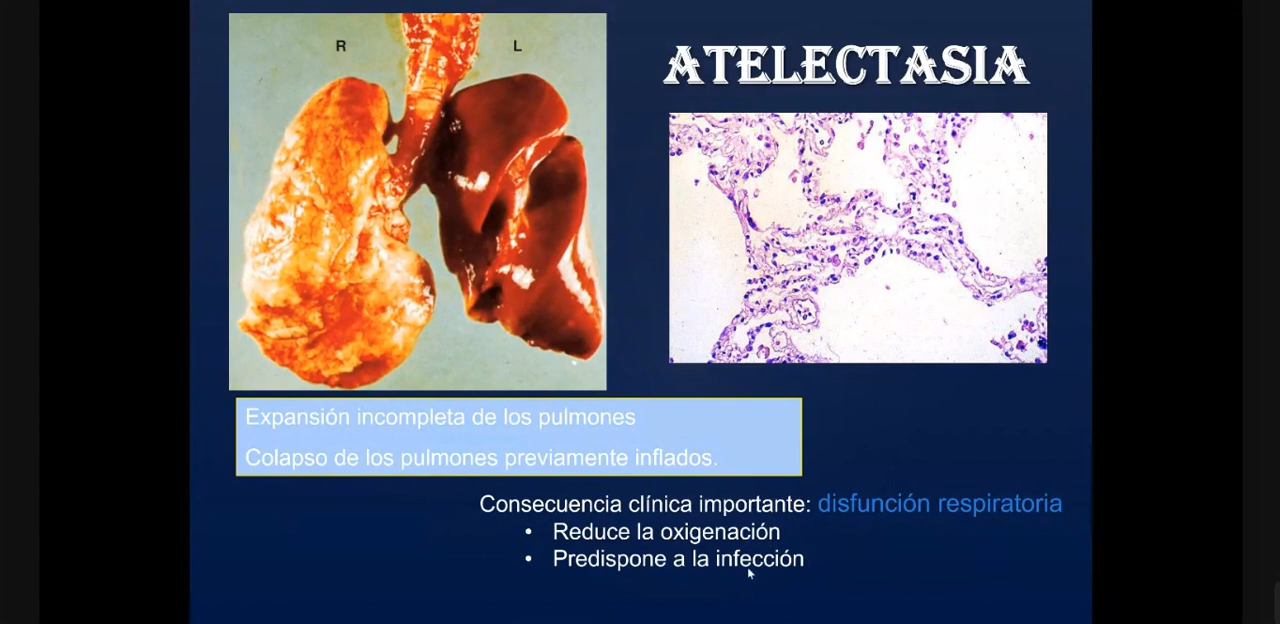 R L
ATELECTASIA
Expansión incompleta de los pulmones
Colapso de los pulmones previamente inflados.
Consecuencia clínica importante: disfunción respiratoria
• Reduce la oxigenación
• Predispone a la infección